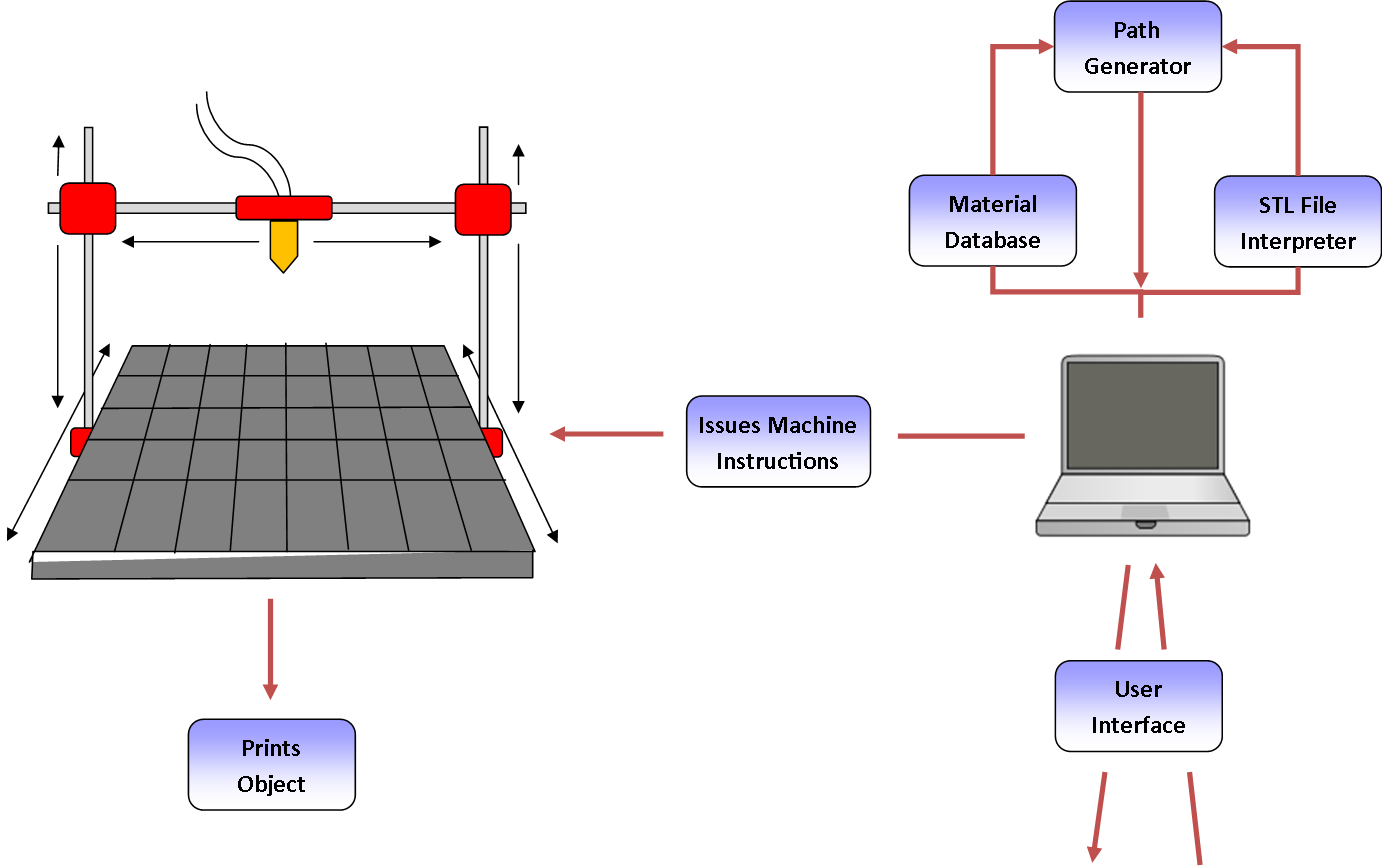 Path
Generator
Material
Database
STL File
Interpreter
Issues Machine
Instructions
User
Interface
Prints
Object